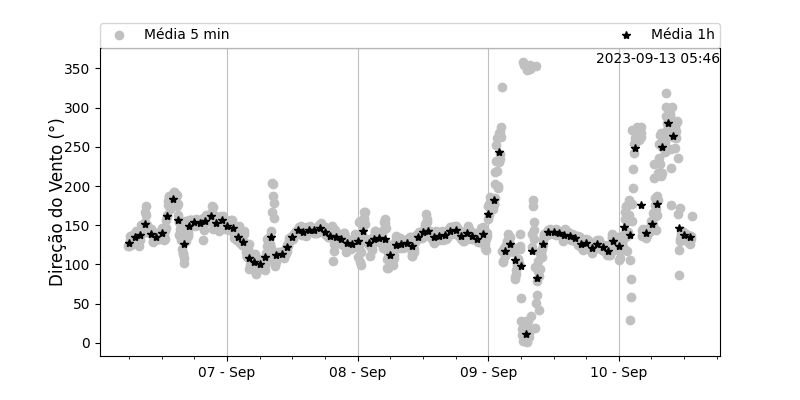 Média 5 min
Média 1h
2023-09-13 05:46
Direção do Vento (°)
350
300
250
200
150
100
50
0
07 - Sep
08 - Sep
09 - Sep
10 - Sep